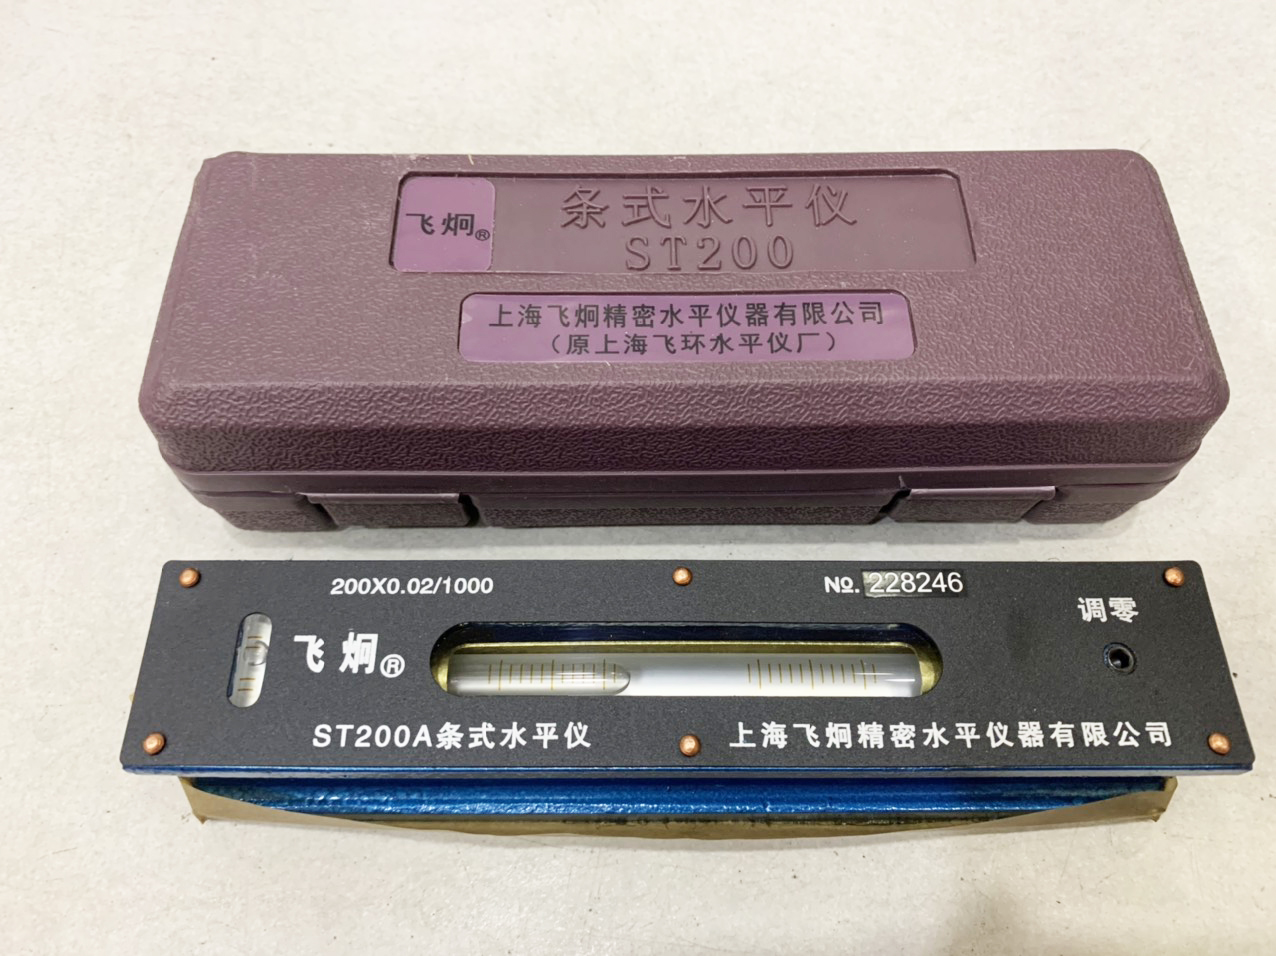 飞炯®
条式水平仪
ST200
上海飞炯精密水平仪器有限公司
（原上海飞环水平仪厂）
200X0.02/1000
№. 228246
调零
飞炯®
ST200A条式水平仪
上海飞炯精密水平仪器有限公司